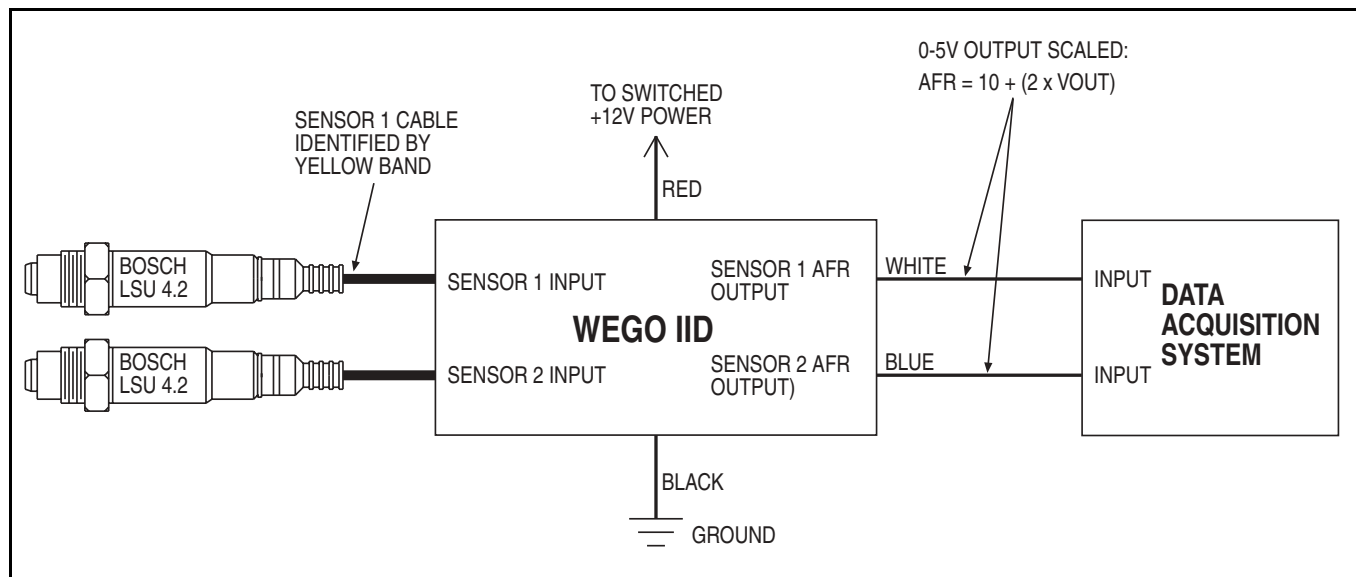 0-5V OUTPUT SCALED:
AFR = 10 + (2 x VOUT)
TO SWITCHED
+12V POWER
SENSOR 1 CABLE
IDENTIFIED BY
YELLOW BAND
RED
BOSCH
LSU 4.2
SENSOR 1 INPUT
SENSOR 1 AFR
OUTPUT
WHITE
INPUT
WEGO IID
DATA
ACQUISITION
SYSTEM
BOSCH
LSU 4.2
SENSOR 2 INPUT
SENSOR 2 AFR
OUTPUT)
BLUE
INPUT
BLACK
GROUND